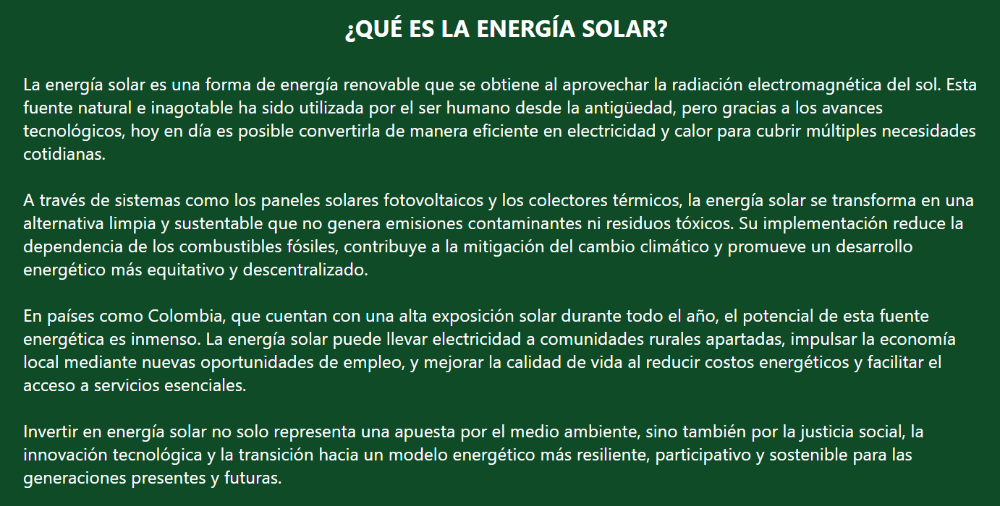 ¿QUÉ ES LA ENERGÍA SOLAR?
La energía solar es una forma de energía renovable que se obtiene al aprovechar la radiación electromagnética del sol. Esta
fuente natural e inagotable ha sido utilizada por el ser humano desde la antigüedad, pero gracias a los avances
tecnológicos, hoy en día es posible convertirla de manera eficiente en electricidad y calor para cubrir múltiples necesidades
cotidianas.
A través de sistemas como los paneles solares fotovoltaicos y los colectores térmicos, la energía solar se transforma en una
alternativa limpia y sustentable que no genera emisiones contaminantes ni residuos tóxicos. Su implementación reduce la
dependencia de los combustibles fósiles, contribuye a la mitigación del cambio climático y promueve un desarrollo
energético más equitativo y descentralizado.
En países como Colombia, que cuentan con una alta exposición solar durante todo el año, el potencial de esta fuente
energética es inmenso. La energía solar puede llevar electricidad a comunidades rurales apartadas, impulsar la economía
local mediante nuevas oportunidades de empleo, y mejorar la calidad de vida al reducir costos energéticos y facilitar el
acceso a servicios esenciales.
Invertir en energía solar no solo representa una apuesta por el medio ambiente, sino también por la justicia social, la
innovación tecnológica y la transición hacia un modelo energético más resiliente, participativo y sostenible para las
generaciones presentes y futuras.